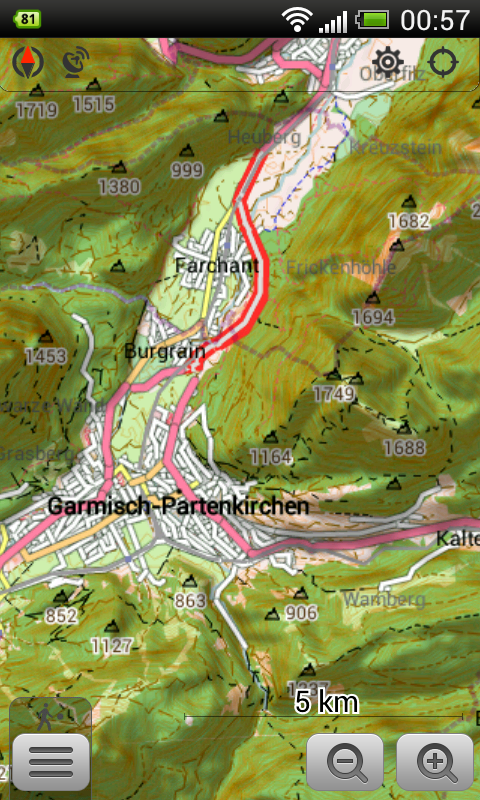 81
00:57
Oberfilz
1719
1515
Heuberg
Kreuzstein
999
1380
1682
Farchant
Frickenhöhle
1694
Burgrain
1453
1749
1688
1164
Garmisch-Partenkirchen
Kalte
852
863
906
Wamberg
1127
5 km